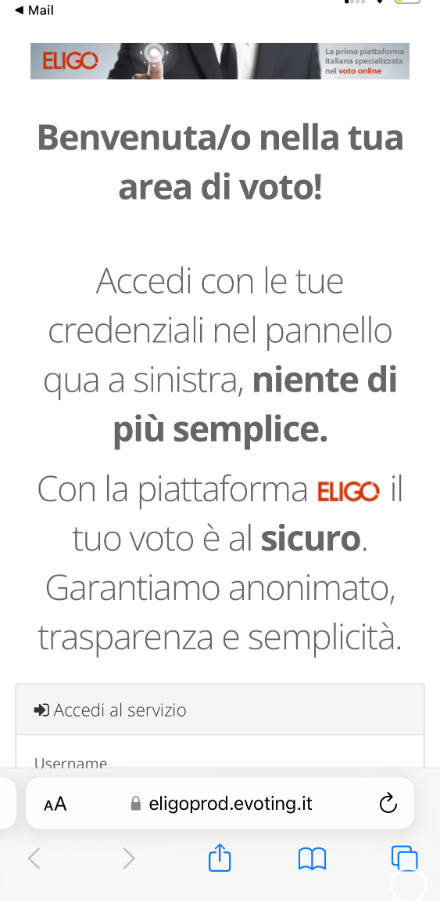 ◀ Mail
ELIGO
La prima piattaforma
italiana specializzata
nel voto online
Benvenuta/o nella tua
area di voto!
Accedi con le tue
credenziali nel pannello
qua a sinistra, niente di
più semplice.
Con la piattaforma ELIGO il
tuo voto è al sicuro.
Garantiamo anonimato,
trasparenza e semplicità.
Accedi al servizio
Username
AA eligoprod.evoting.it